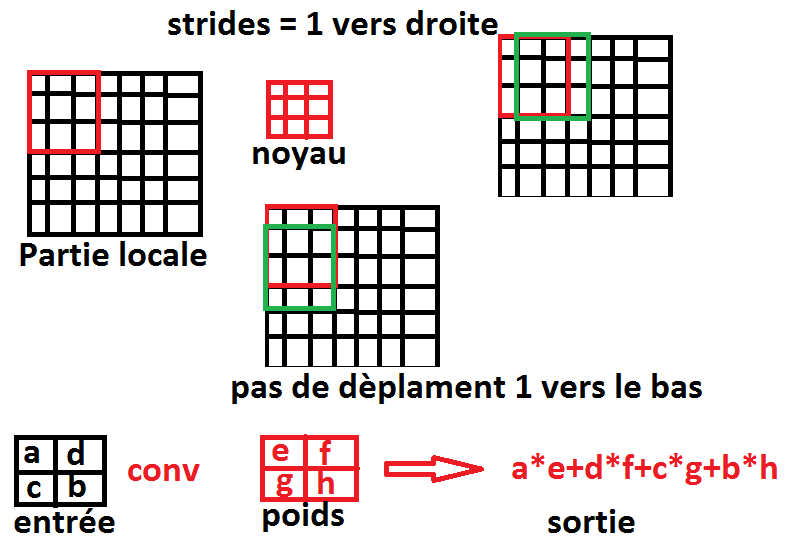 strides = 1 vers droite
noyau
Partie locale
pas de dèplament 1 vers le bas
a d
c b
entrée
conv
e f
g h
poids
a*e+d*f+c*g+b*h
sortie